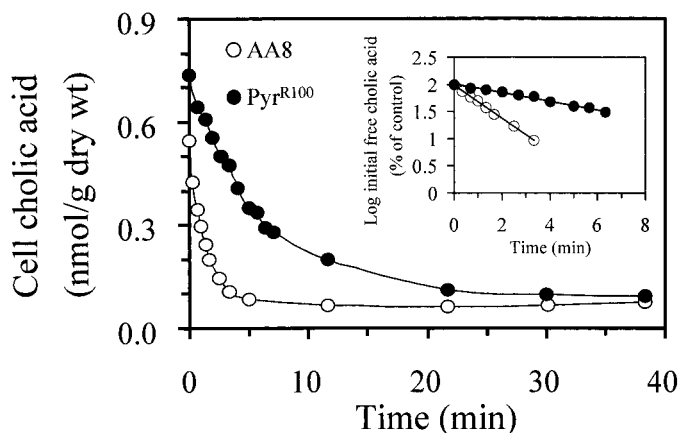 0.9
0.6
0.3
0.0
Cell cholic acid
(nmol/g dry wt)
AA8
Pyr^R100
2.5
2
1.5
1
0.5
0
Log initial free cholic acid
(% of control)
0 2 4 6 8
Time (min)
0 10 20 30 40
Time (min)